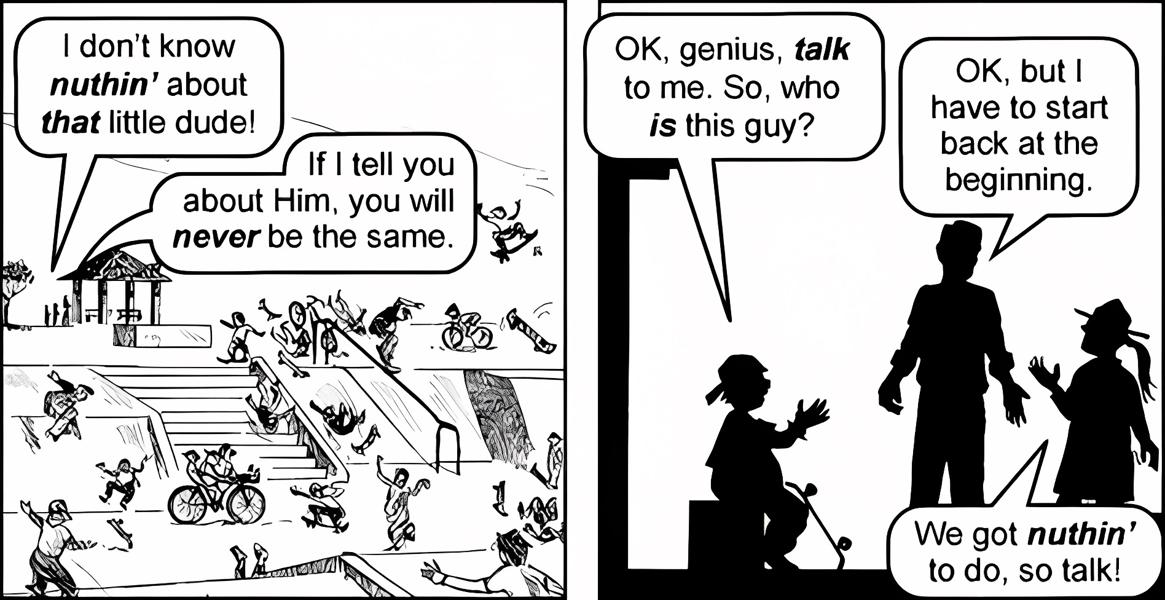 I don't know
nuthin' about
that little dude!
If I tell you
about Him, you will
never be the same.
OK, genius, talk
to me. So, who
is this guy?
OK, but I
have to start
back at the
beginning.
We got nuthin'
to do, so talk!